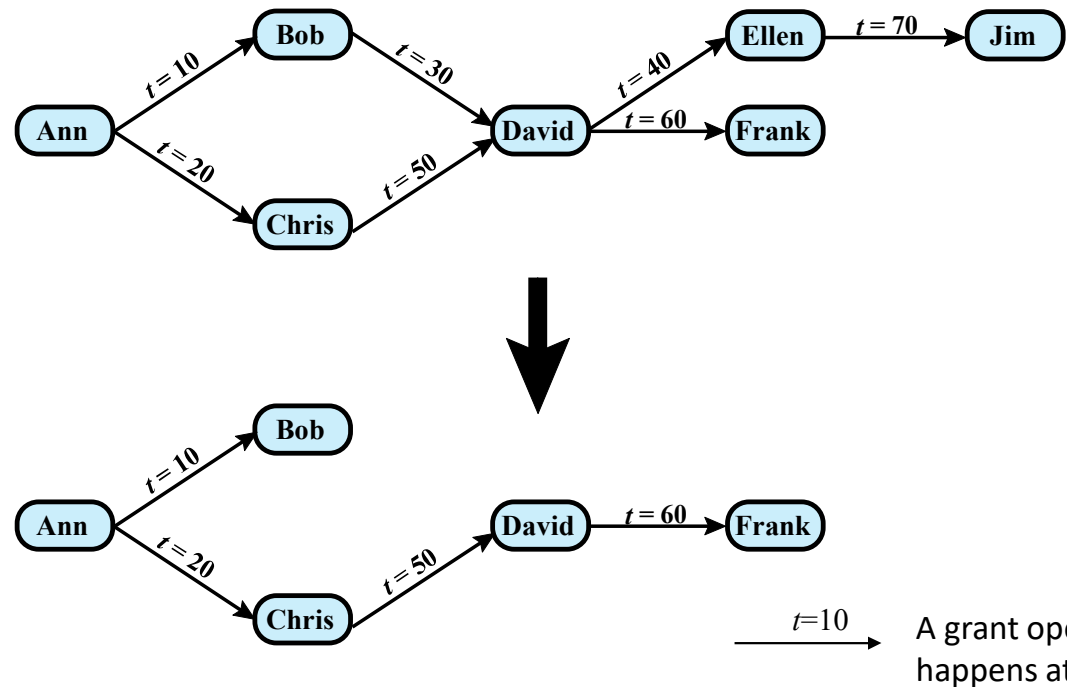 Bob
Ellen
t = 70
Jim
t = 10
t = 30
t = 40
Ann
David
t = 60
Frank
t = 20
t = 50
Chris
Bob
t = 10
Ann
David
t = 60
Frank
t = 20
t = 50
Chris
t=10
A grant
happens at